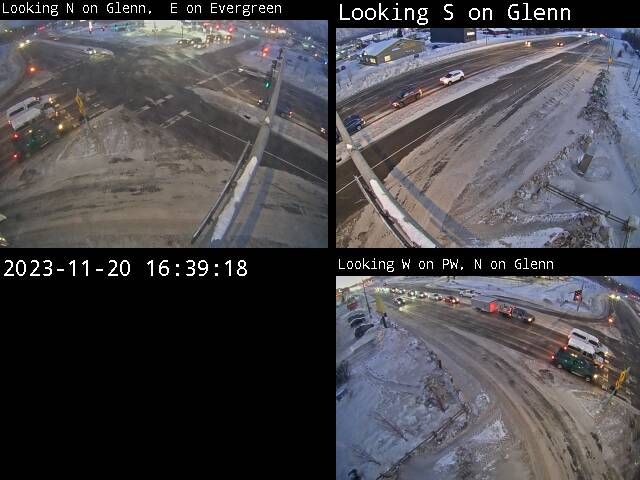 Looking N on Glenn,  E on Evergreen
Looking S on Glenn
2023-11-20 16:39:18
Looking W on PW, N on Glenn